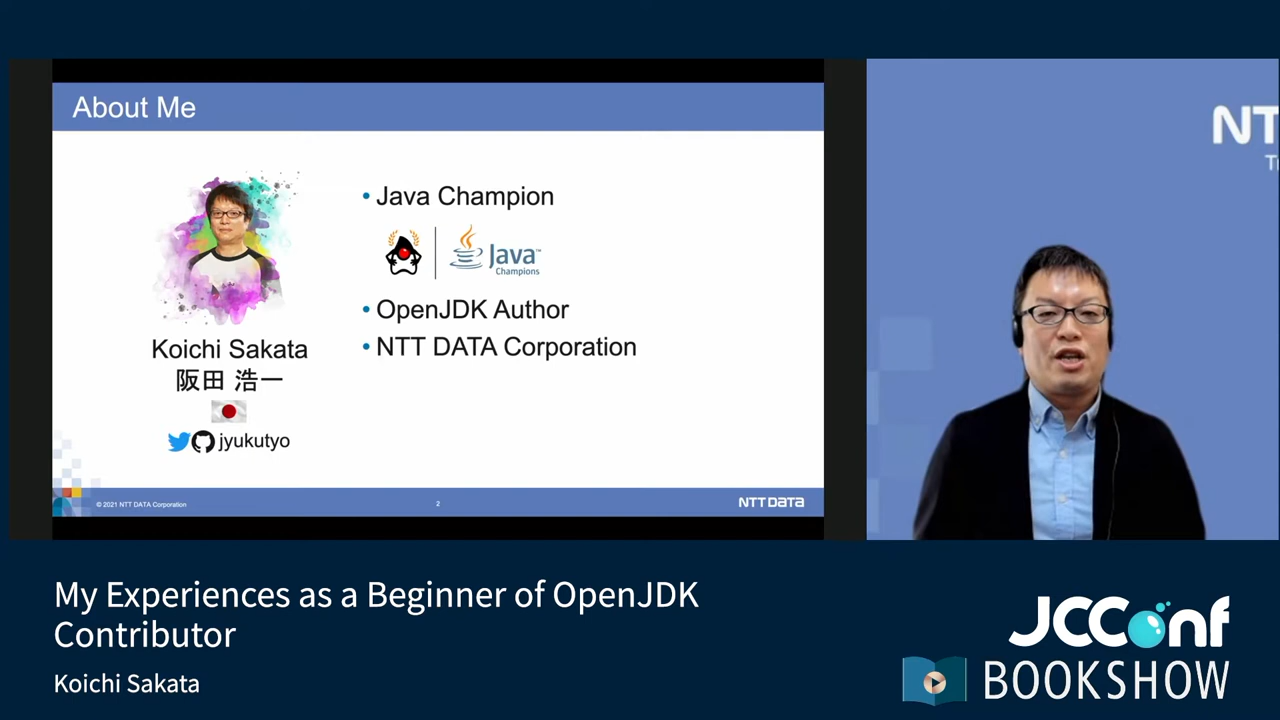 About Me
Koichi Sakata
阪田 浩一
jyukutyo
• Java Champion
Java™
Champions
• OpenJDK Author
• NTT DATA Corporation
© 2021 NTT DATA Corporation
2
NTT DATA
NT
T
My Experiences as a Beginner of OpenJDK
Contributor
Koichi Sakata
JCConf
BOOKSHOW